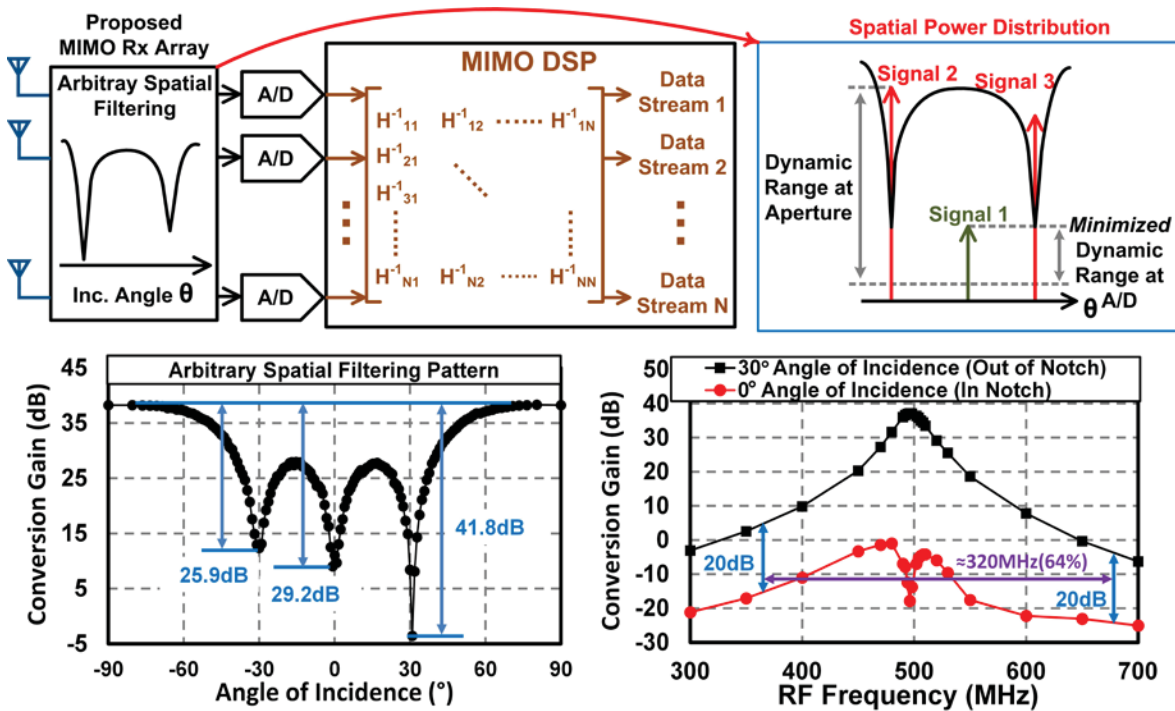 Proposed
MIMO Rx Array
Arbitray Spatial
Filtering
Inc. Angle θ
A/D
A/D
A/D
MIMO DSP
H⁻¹₁₁ H⁻¹₁₂ ...... H⁻¹₁N
H⁻¹₂₁
H⁻¹₃₁
H⁻¹N₁ H⁻¹N₂ ...... H⁻¹NN
Data
Stream 1
Data
Stream 2
Data
Stream N
Spatial Power Distribution
Signal 2
Signal 3
Dynamic
Range at
Aperture
Signal 1
Minimized
Dynamic
Range at
A/D
θ
Arbitrary Spatial Filtering Pattern
Conversion Gain (dB)
45
35
25
15
5
-5
25.9dB
29.2dB
41.8dB
-90 -60 -30 0 30 60 90
Angle of Incidence (°)
30° Angle of Incidence (Out of Notch)
0° Angle of Incidence (In Notch)
Conversion Gain (dB)
50
40
30
20
10
0
-10
-20
-30
20dB
≈320MHz(64%)
20dB
300 400 500 600 700
RF Frequency (MHz)